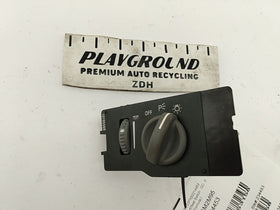 PLAYGROUND
PREMIUM AUTO RECYCLING
ZDH
OFF